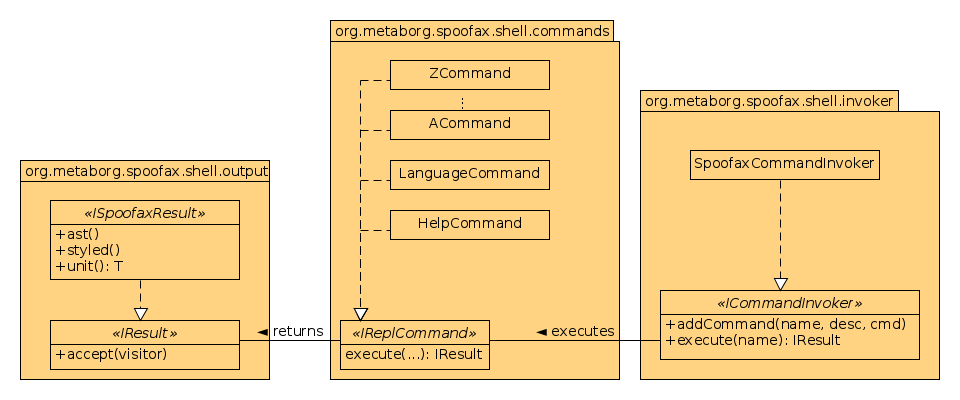 org.metaborg.spoofax.shell.output
«ISpoofaxResult»
+ast()
+styled()
+unit(): T
«IResult»
+accept(visitor)
◄ returns
org.metaborg.spoofax.shell.commands
ZCommand
ACommand
LanguageCommand
HelpCommand
«IReplCommand»
execute(...): IResult
◄ executes
org.metaborg.spoofax.shell.invoker
SpoofaxCommandInvoker
«ICommandInvoker»
+addCommand(name, desc, cmd)
+execute(name): IResult